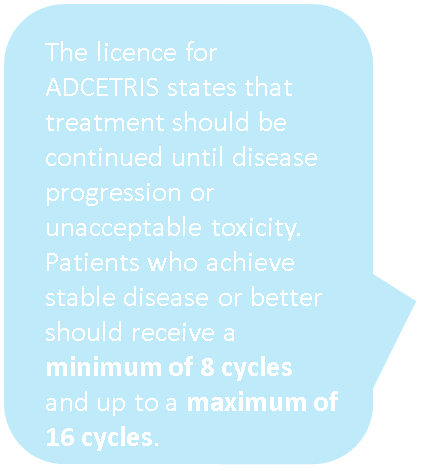 The licence for
ADCETRIS states that
treatment should be
continued until disease
progression or
unacceptable toxicity.
Patients who achieve
stable disease or better
should receive a
minimum of 8 cycles
and up to a maximum of
16 cycles.